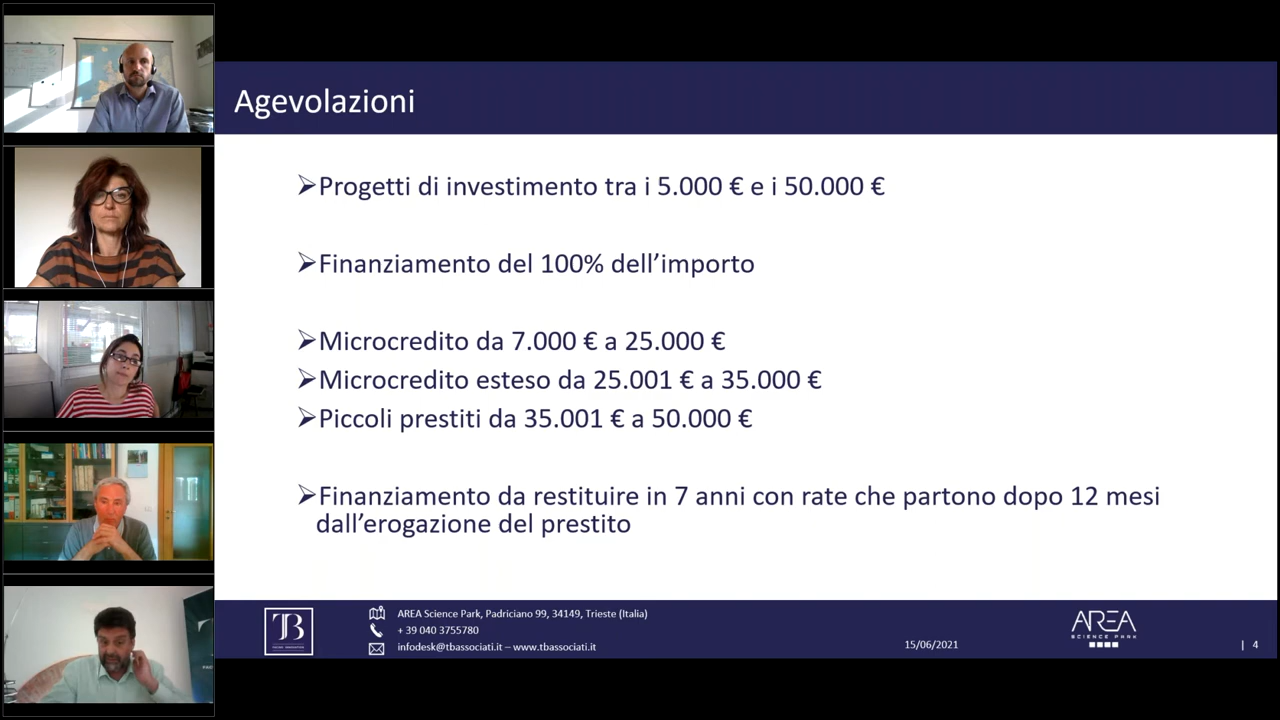 Agevolazioni
➢Progetti di investimento tra i 5.000 € e i 50.000 €
➢Finanziamento del 100% dell’importo
➢Microcredito da 7.000 € a 25.000 €
➢Microcredito esteso da 25.001 € a 35.000 €
➢Piccoli prestiti da 35.001 € a 50.000 €
➢Finanziamento da restituire in 7 anni con rate che partono dopo 12 mesi
dall’erogazione del prestito
TB
AREA Science Park, Padriciano 99, 34149, Trieste (Italia)
+ 39 040 3755780
infodesk@tbassociati.it – www.tbassociati.it
AREA
SCIENCE PARK
15/06/2021
| 4